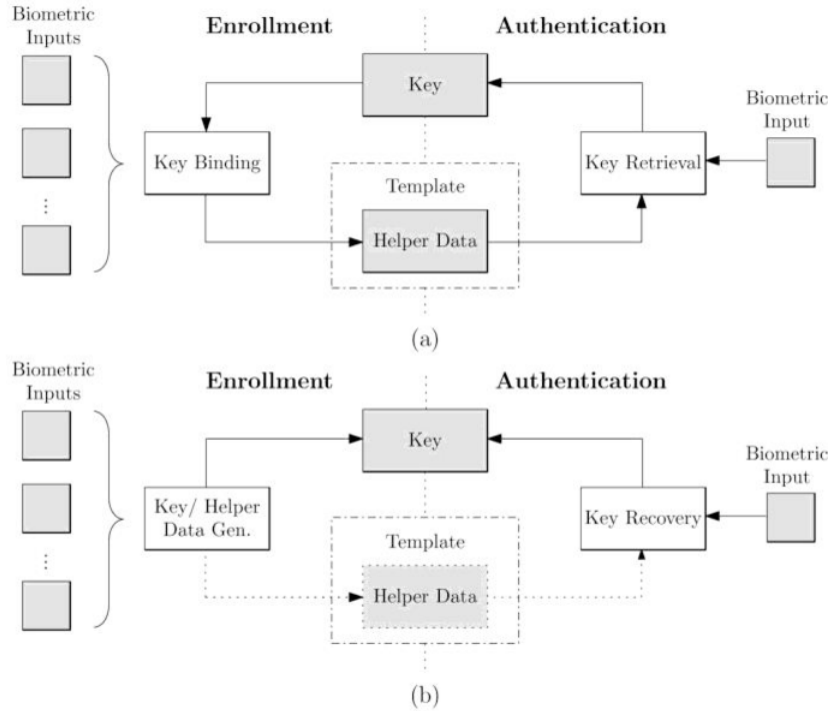 Biometric
Inputs
Enrollment
Authentication
Key
Biometric
Input
Key Binding
Key Retrieval
Template
Helper Data
(a)
Biometric
Inputs
Enrollment
Authentication
Key
Biometric
Input
Key/ Helper
Data Gen.
Key Recovery
Template
Helper Data
(b)